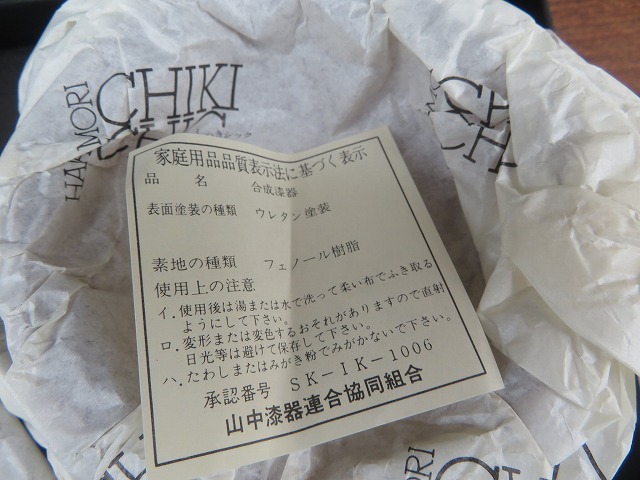 HAAMORI
CHIKI
家庭用品品質表示法に基づく表示
品 名 合成漆器
表面塗装の種類 ウレタン塗装
素地の種類 フェノール樹脂
使用上の注意
イ.使用後は湯または水で洗って柔い布でふき取る
ようにして下さい。
ロ.変形または変色するおそれがありますので直射
日光等は避けて保存して下さい。
ハ.たわしまたはみがき粉でみがかないで下さい。
承認番号 SK-IK-1006
山中漆器連合協同組合
HAAMORI